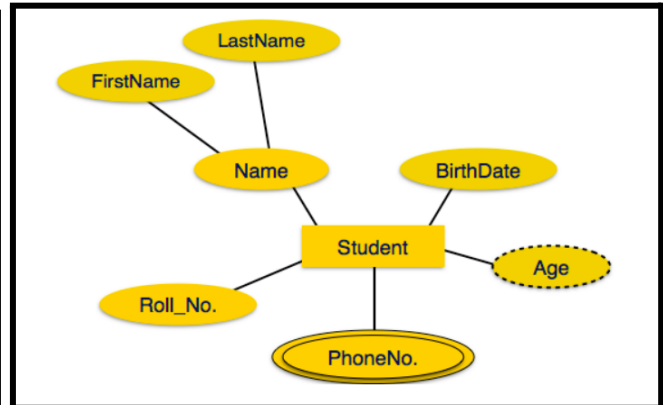 LastName
FirstName
Name
BirthDate
Student
Age
Roll_No.
PhoneNo.